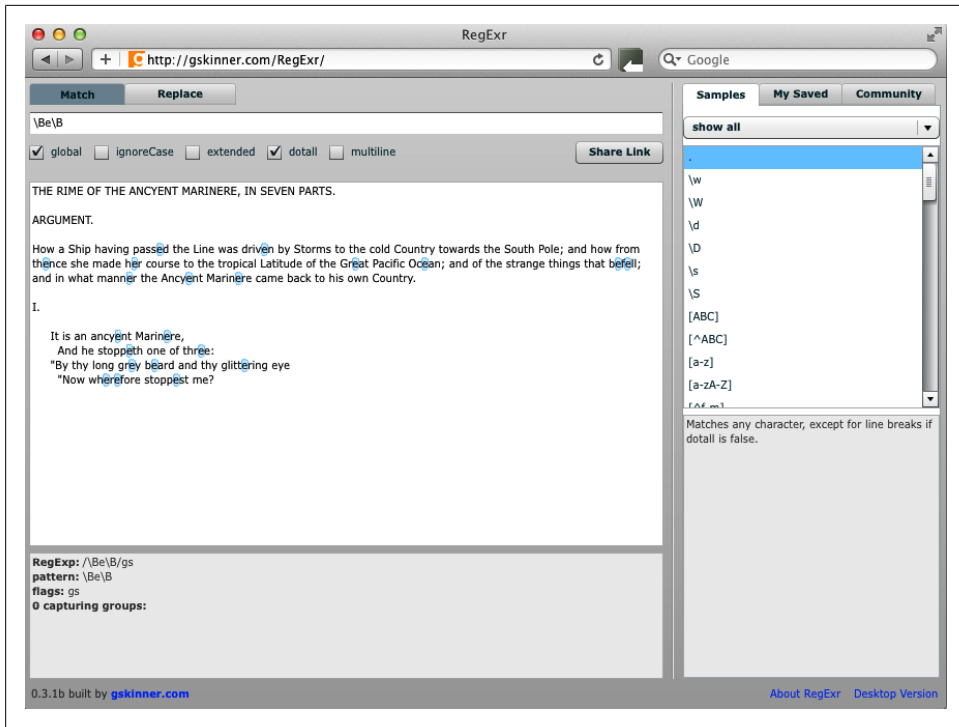 RegExr
+ http://gskinner.com/RegExr/ Google
Match Replace
\Be\B
global ignoreCase extended dotall multiline Share Link
THE RIME OF THE ANCYENT MARINERE, IN SEVEN PARTS.
ARGUMENT.
How a Ship having passed the Line was driven by Storms to the cold Country towards the South Pole; and how from
thence she made her course to the tropical Latitude of the Great Pacific Ocean; and of the strange things that befell;
and in what manner the Ancyent Marinere came back to his own Country.
I.
It is an ancyent Marinere,
And he stoppeth one of three:
"By thy long grey beard and thy glittering eye
"Now wherefore stoppest me?
RegExp: /\Be\B/gs
pattern: \Be\B
flags: gs
0 capturing groups:
Samples My Saved Community
show all
.
\w
\W
\d
\D
\s
\S
[ABC]
[^ABC]
[a-z]
[a-zA-Z]
[^f-m]
Matches any character, except for line breaks if
dotall is false.
0.3.1b built by gskinner.com About RegExr Desktop Version